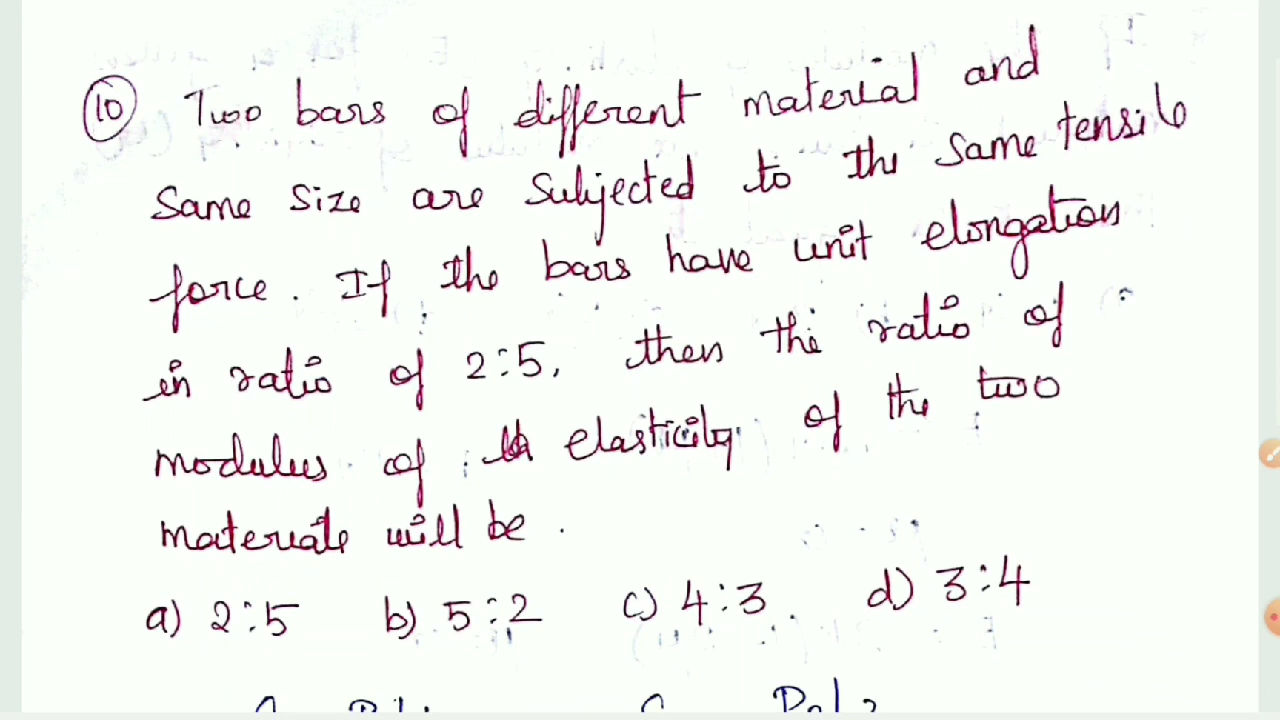 10 Two bars of different material and
same size are subjected to the same tensile
force. If the bars have unit elongation
in ratio of 2:5, then the ratio of
modulus of elasticity of the two
materials will be.
a) 2:5 b) 5:2 c) 4:3 d) 3:4